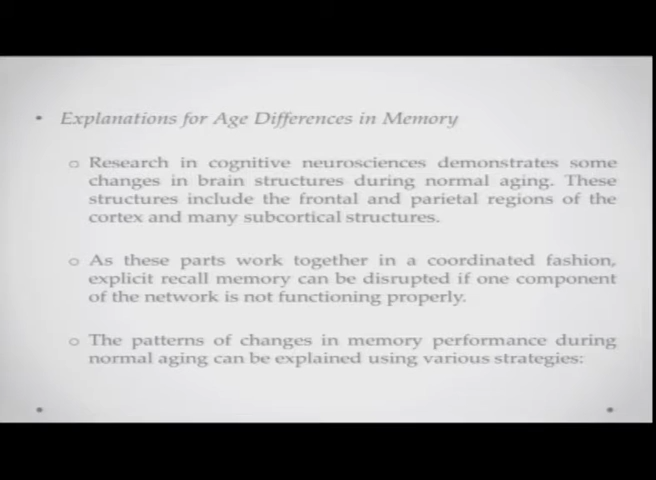 • Explanations for Age Differences in Memory
o Research in cognitive neurosciences demonstrates some
changes in brain structures during normal aging. These
structures include the frontal and parietal regions of the
cortex and many subcortical structures.
o As these parts work together in a coordinated fashion,
explicit recall memory can be disrupted if one component
of the network is not functioning properly.
o The patterns of changes in memory performance during
normal aging can be explained using various strategies: